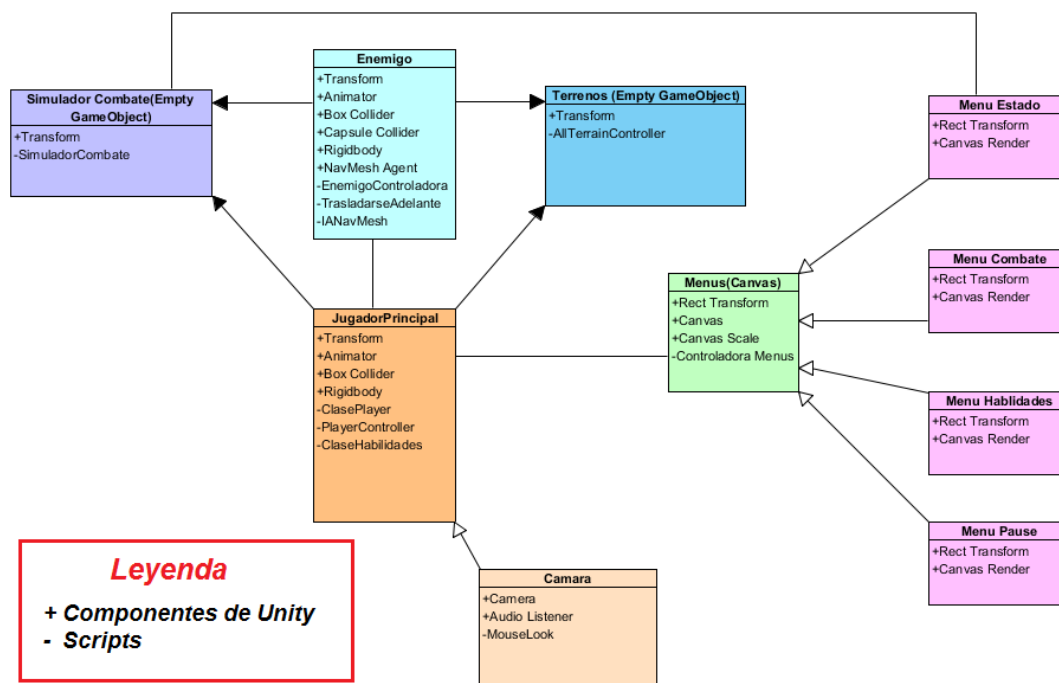 Simulador Combate(Empty
GameObject)
+Transform
-SimuladorCombate
Enemigo
+Transform
+Animator
+Box Collider
+Capsule Collider
+Rigidbody
+NavMesh Agent
-EnemigoControladora
-TrasladarseAdelante
-IANavMesh
Terrenos (Empty GameObject)
+Transform
-AllTerrainController
Menu Estado
+Rect Transform
+Canvas Render
Menu Combate
+Rect Transform
+Canvas Render
Menus(Canvas)
+Rect Transform
+Canvas
+Canvas Scale
-Controladora Menus
JugadorPrincipal
+Transform
+Animator
+Box Collider
+Rigidbody
-ClasePlayer
-PlayerController
-ClaseHabilidades
Menu Hablidades
+Rect Transform
+Canvas Render
Menu Pause
+Rect Transform
+Canvas Render
Camara
+Camera
+Audio Listener
-MouseLook
Leyenda
+ Componentes de Unity
- Scripts